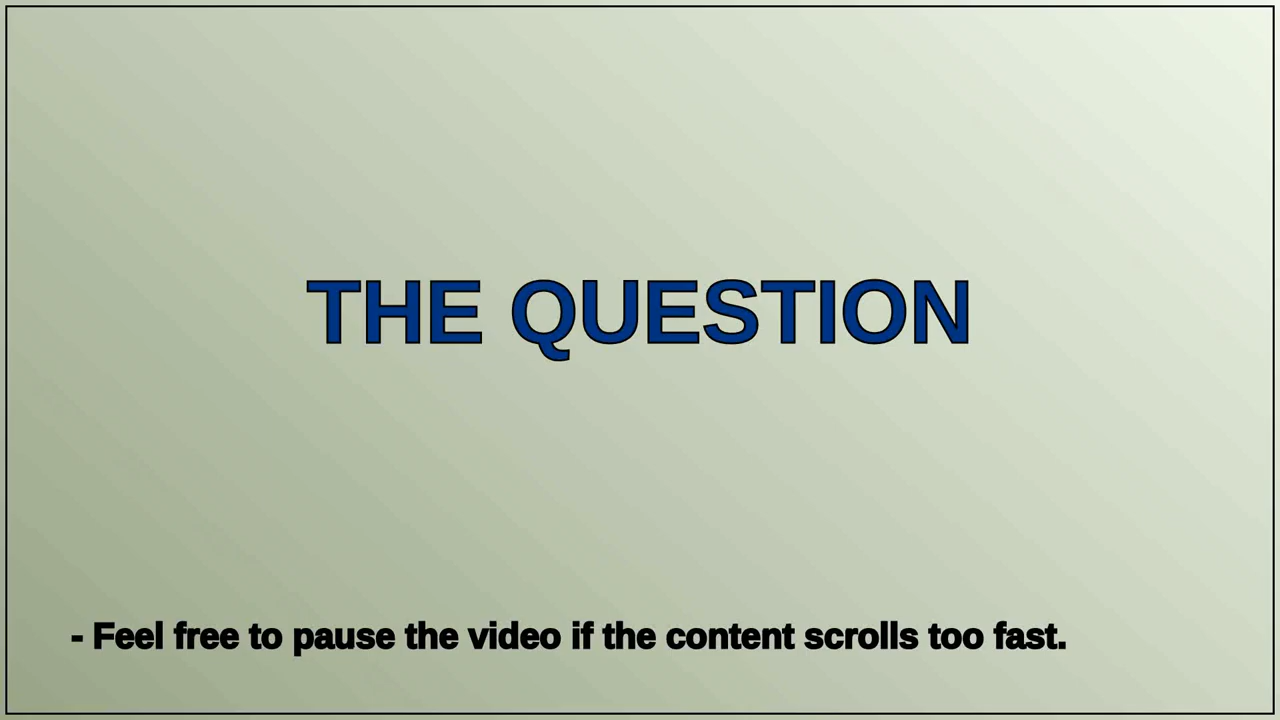 THE QUESTION
- Feel free to pause the video if the content scrolls too fast.